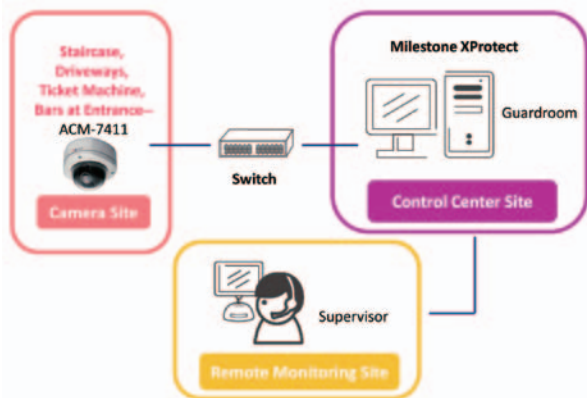 Staircase,
Driveways,
Ticket Machine,
Bars at Entrance—
ACM-7411
Camera Site
Switch
Milestone XProtect
Guardroom
Control Center Site
Supervisor
Remote Monitoring Site